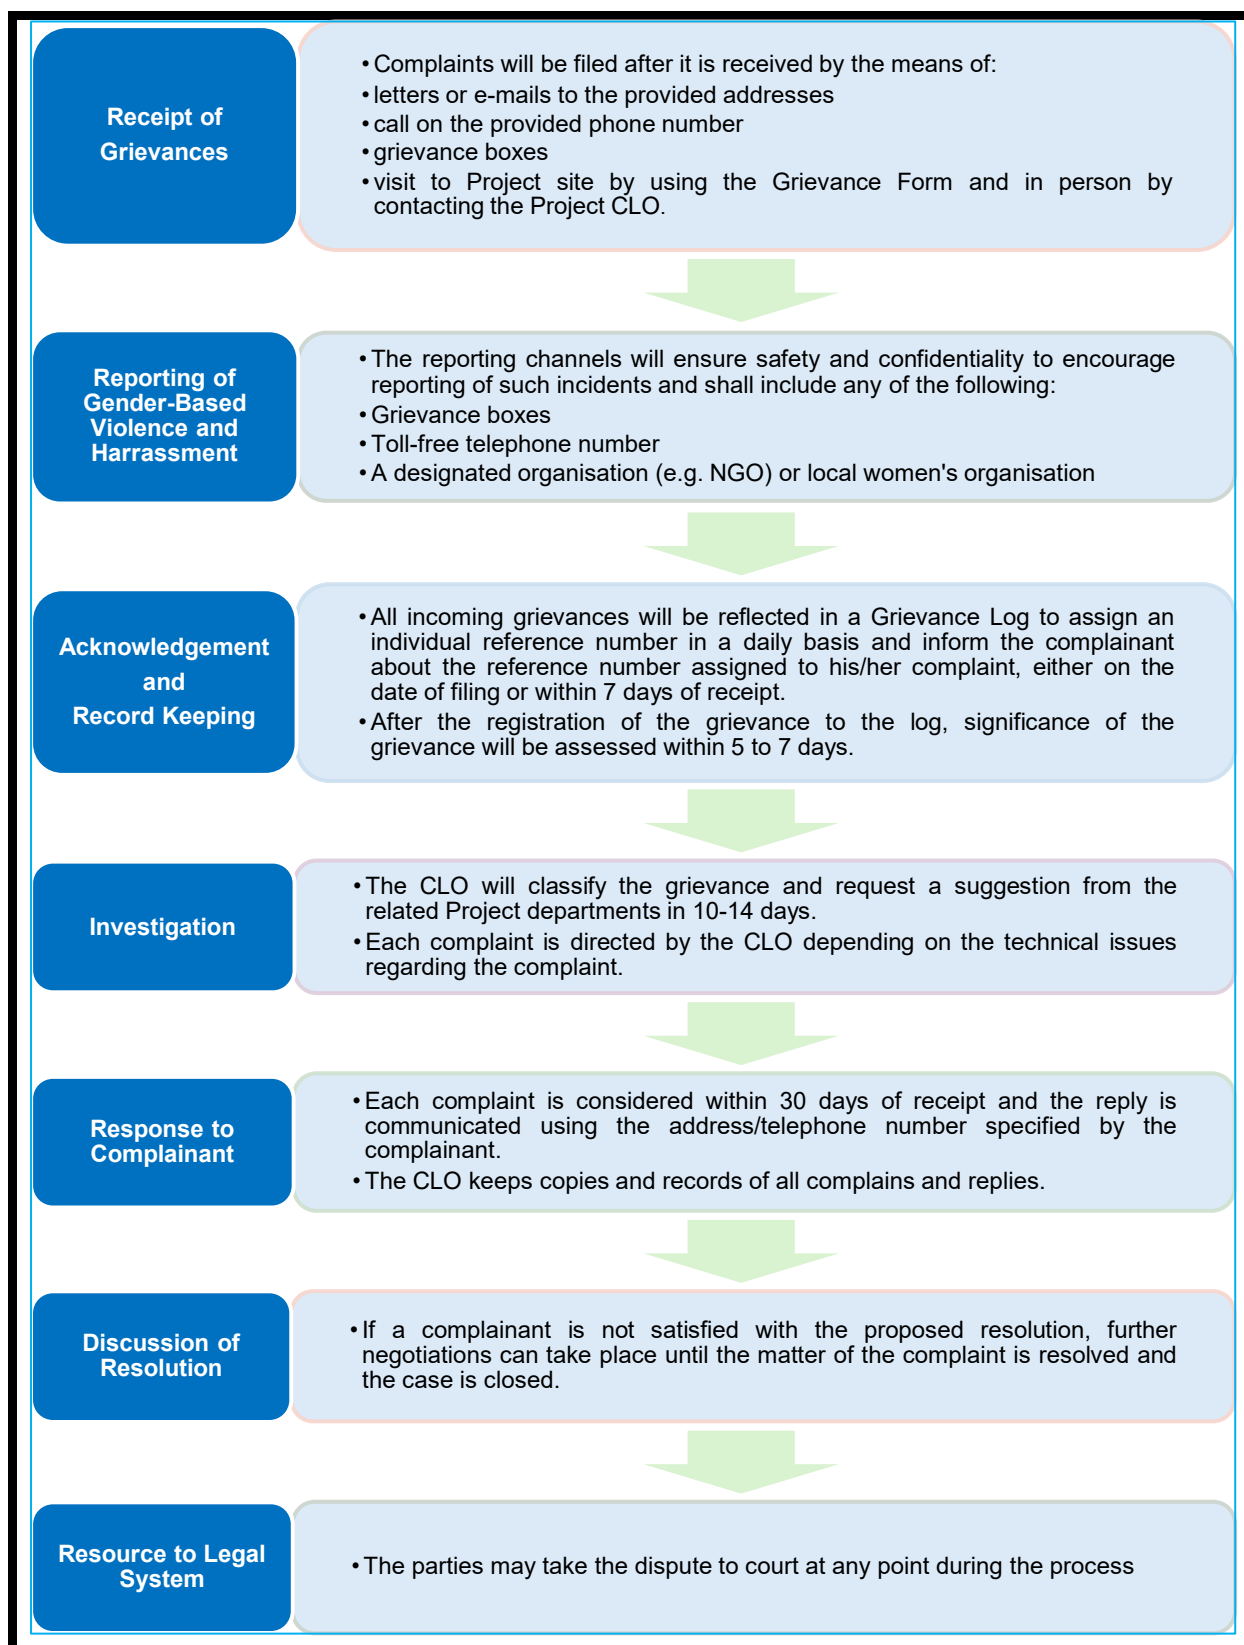 Receipt of
Grievances
• Complaints will be filed after it is received by the means of:
• letters or e-mails to the provided addresses
• call on the provided phone number
• grievance boxes
• visit to Project site by using the Grievance Form and in person by
contacting the Project CLO.
Reporting of
Gender-Based
Violence and
Harrassment
• The reporting channels will ensure safety and confidentiality to encourage
reporting of such incidents and shall include any of the following:
• Grievance boxes
• Toll-free telephone number
• A designated organisation (e.g. NGO) or local women's organisation
Acknowledgement
and
Record Keeping
• All incoming grievances will be reflected in a Grievance Log to assign an
individual reference number in a daily basis and inform the complainant
about the reference number assigned to his/her complaint, either on the
date of filing or within 7 days of receipt.
• After the registration of the grievance to the log, significance of the
grievance will be assessed within 5 to 7 days.
Investigation
• The CLO will classify the grievance and request a suggestion from the
related Project departments in 10-14 days.
• Each complaint is directed by the CLO depending on the technical issues
regarding the complaint.
Response to
Complainant
• Each complaint is considered within 30 days of receipt and the reply is
communicated using the address/telephone number specified by the
complainant.
• The CLO keeps copies and records of all complains and replies.
Discussion of
Resolution
• If a complainant is not satisfied with the proposed resolution, further
negotiations can take place until the matter of the complaint is resolved and
the case is closed.
Resource to Legal
System
• The parties may take the dispute to court at any point during the process